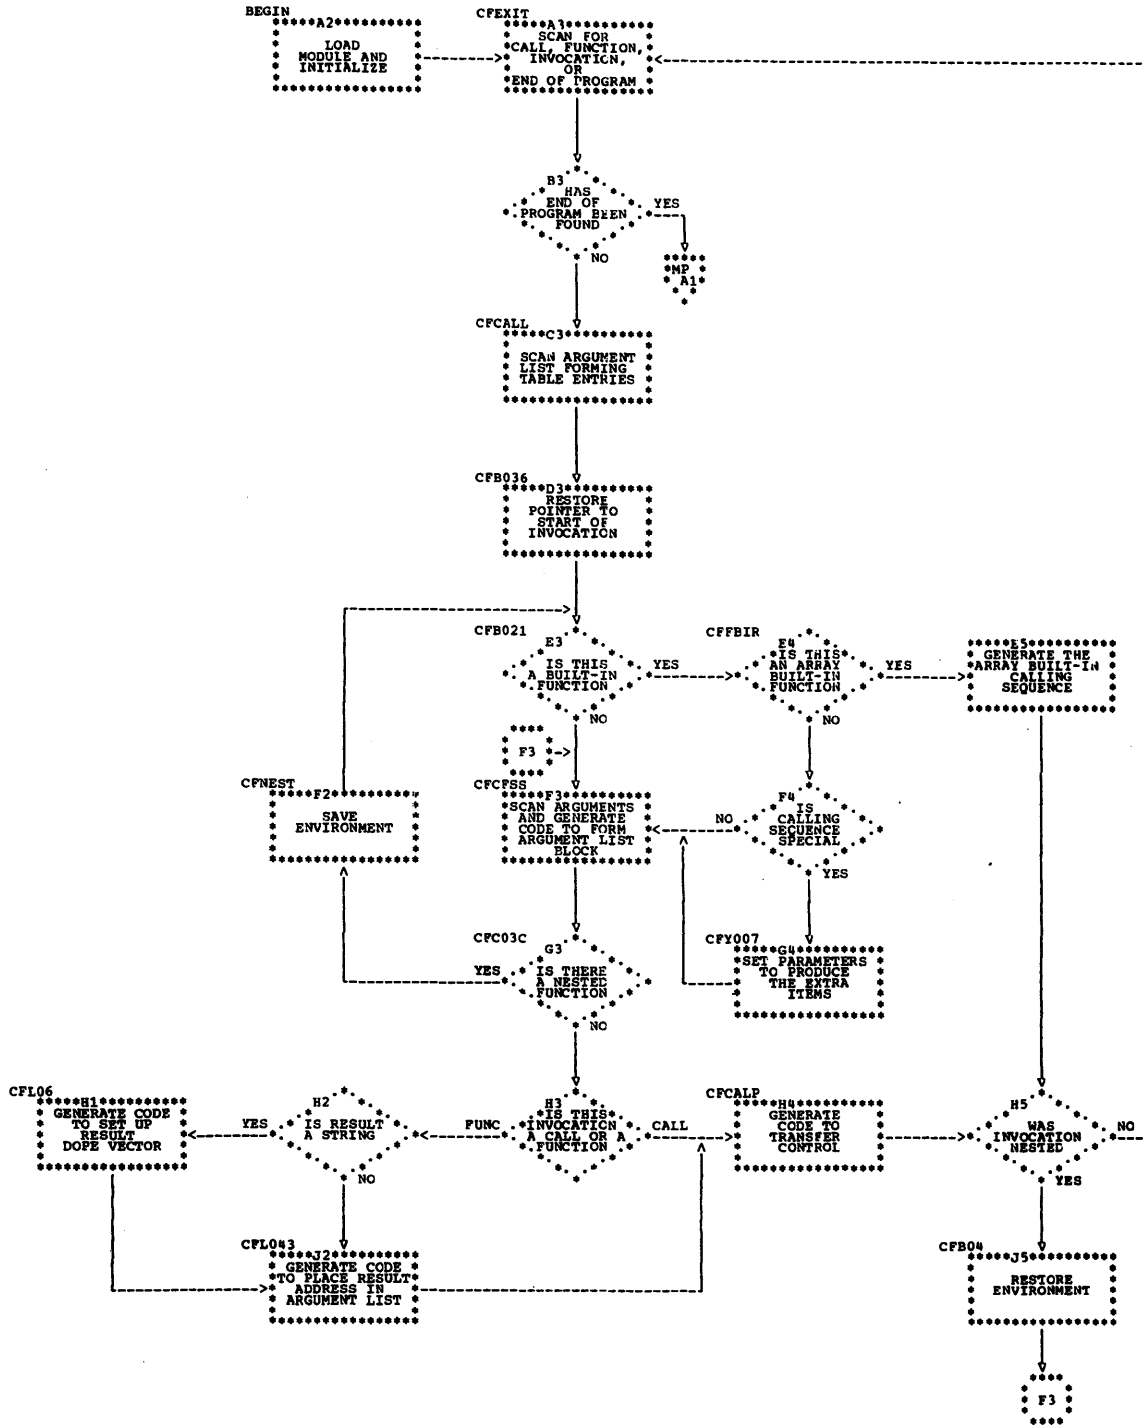 BEGIN
A2
LOAD
MODULE AND
INITIALIZE
CFEXIT
A3
SCAN FOR
CALL, FUNCTION,
INVOCATION,
OR
END OF PROGRAM
B3
HAS
END OF
PROGRAM BEEN
FOUND
YES
NO
MP
A1
CFCALL
C3
SCAN ARGUMENT
LIST FORMING
TABLE ENTRIES
CFB036
D3
RESTORE
POINTER TO
START OF
INVOCATION
CFB021
E3
IS THIS
A BUILT-IN
FUNCTION
YES
NO
CFFBIR
E4
IS THIS
AN ARRAY
BUILT-IN
FUNCTION
YES
NO
E5
GENERATE THE
ARRAY BUILT-IN
CALLING
SEQUENCE
F3
CFNEST
F2
SAVE
ENVIRONMENT
CFCFSS
F3
SCAN ARGUMENTS
AND GENERATE
CODE TO FORM
ARGUMENT LIST
BLOCK
NO
F4
IS
CALLING
SEQUENCE
SPECIAL
YES
CFC03C
G3
YES
IS THERE
A NESTED
FUNCTION
NO
CFY007
G4
SET PARAMETERS
TO PRODUCE
THE EXTRA
ITEMS
CFL06
H1
GENERATE CODE
TO SET UP
RESULT
DOPE VECTOR
YES
H2
IS RESULT
A STRING
NO
FUNC
H3
IS THIS
INVOCATION
A CALL OR A
FUNCTION
CALL
CFCALP
H4
GENERATE
CODE TO
TRANSFER
CONTROL
H5
WAS
INVOCATION
NESTED
NO
YES
CFL043
J2
GENERATE CODE
TO PLACE RESULT
ADDRESS IN
ARGUMENT LIST
CFB04
J5
RESTORE
ENVIRONMENT
F3